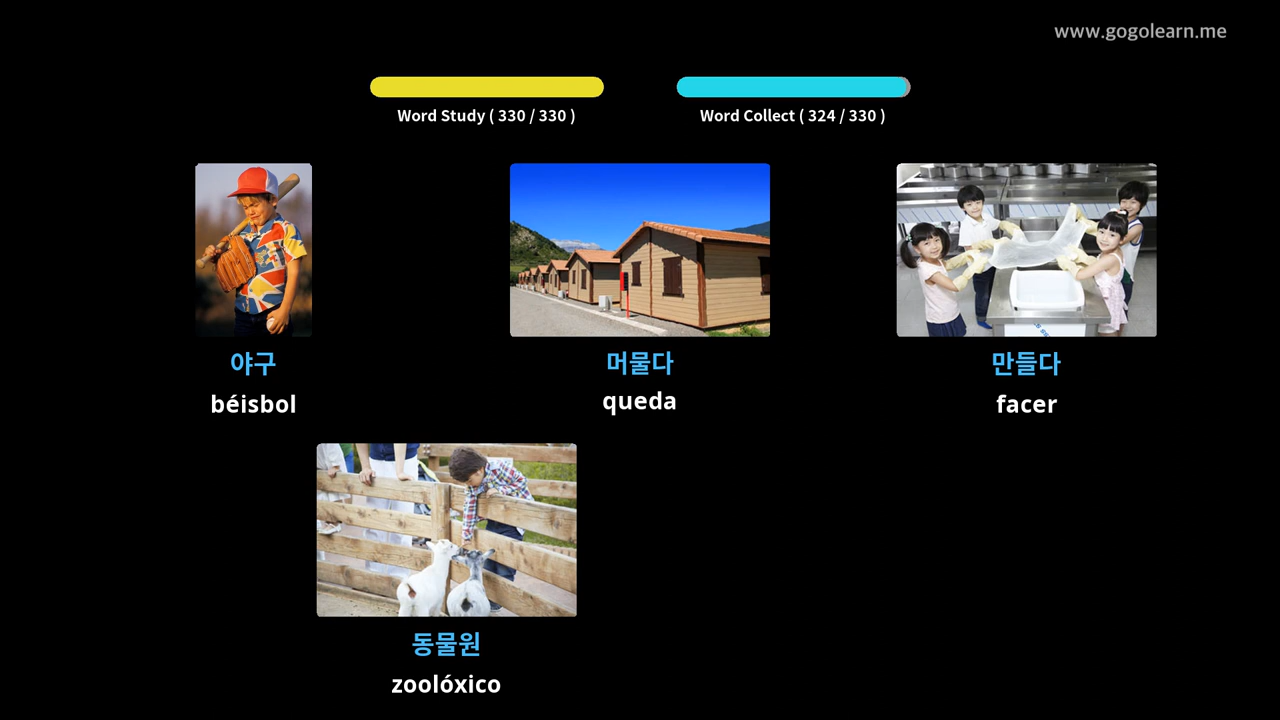 www.gogolearn.me
Word Study ( 330 / 330 )
Word Collect ( 324 / 330 )
야구
béisbol
머물다
queda
만들다
facer
동물원
zoolóxico